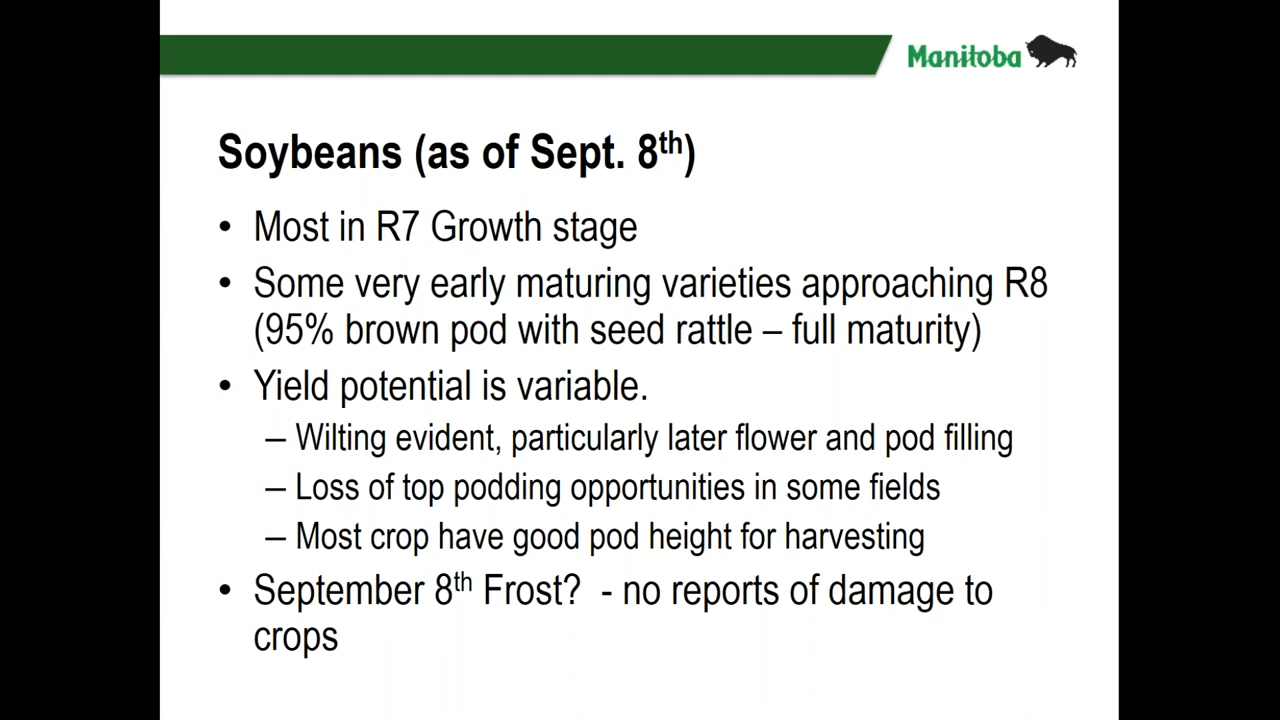 Manitoba
Soybeans (as of Sept. 8th)
• Most in R7 Growth stage
• Some very early maturing varieties approaching R8
(95% brown pod with seed rattle – full maturity)
• Yield potential is variable.
– Wilting evident, particularly later flower and pod filling
– Loss of top podding opportunities in some fields
– Most crop have good pod height for harvesting
• September 8th Frost?  - no reports of damage to
crops